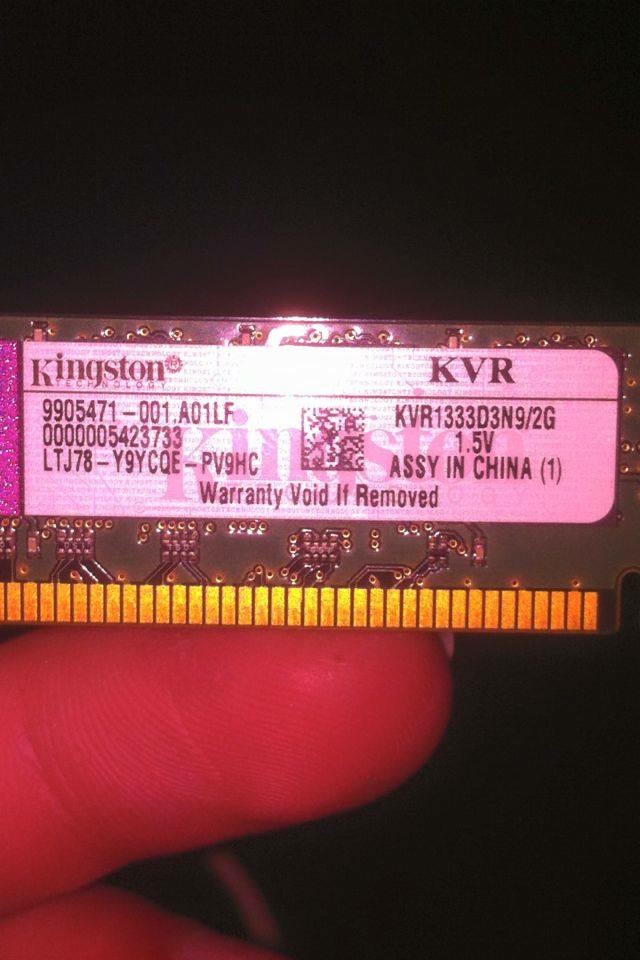 Kingston
TECHNOLOGY
KVR
9905471-001.A01LF
0000005423733
LTJ78-Y9YCQE-PV9HC
KVR1333D3N9/2G
1.5V
ASSY IN CHINA (1)
Warranty Void If Removed